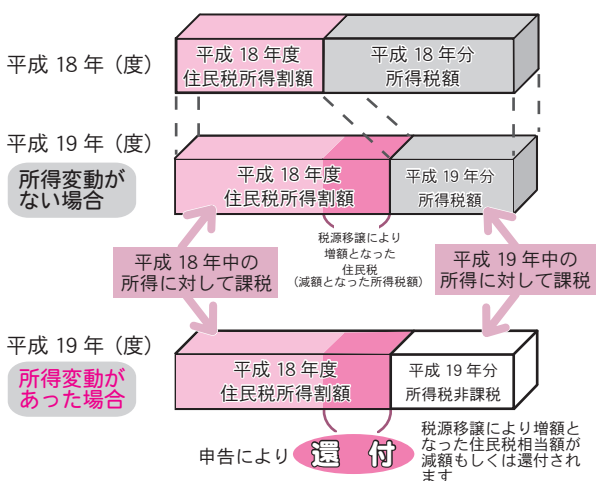 平成 18 年（度）
平成 18 年度
住民税所得割額
平成 18 年分
所得税額
平成 19 年（度）
所得変動が
ない場合
平成 18 年度
住民税所得割額
平成 19 年分
所得税額
税源移譲により
増額となった
住民税
(減額となった所得税額)
平成 18 年中の
所得に対して課税
平成 19 年中の
所得に対して課税
平成 19 年（度）
所得変動が
あった場合
平成 18 年度
住民税所得割額
平成 19 年分
所得税非課税
申告により
還 付
税源移譲により増額と
なった住民税相当額が
減額もしくは還付され
ます